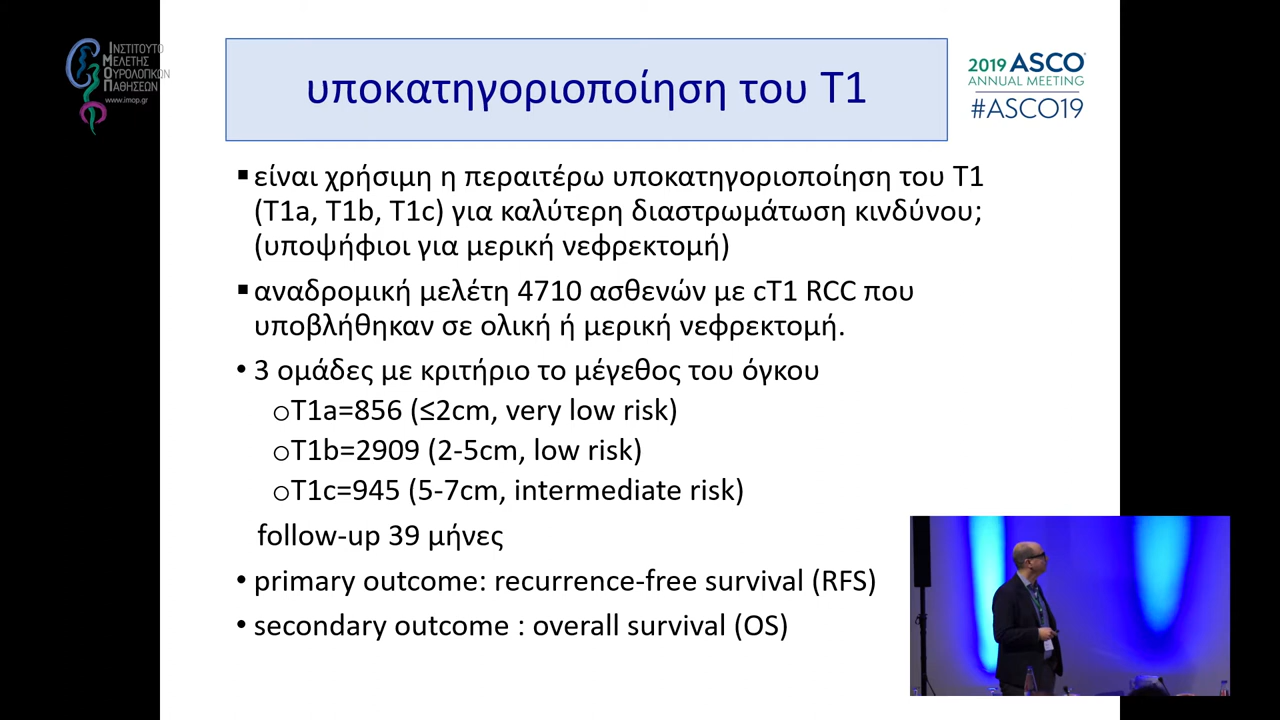 ΙΝΣΤΙΤΟΥΤΟ
ΜΕΛΕΤΗΣ
ΟΥΡΟΛΟΓΙΚΩΝ
ΠΑΘΗΣΕΩΝ
www.imop.gr
υποκατηγοριοποίηση του Τ1
2019 ASCO
ANNUAL MEETING
#ASCO19
▪ είναι χρήσιμη η περαιτέρω υποκατηγοριοποίηση του Τ1
(T1a, T1b, T1c) για καλύτερη διαστρωμάτωση κινδύνου;
(υποψήφιοι για μερική νεφρεκτομή)
▪ αναδρομική μελέτη 4710 ασθενών με cT1 RCC που
υποβλήθηκαν σε ολική ή μερική νεφρεκτομή.
• 3 ομάδες με κριτήριο το μέγεθος του όγκου
o T1a=856 (≤2cm, very low risk)
o T1b=2909 (2-5cm, low risk)
o T1c=945 (5-7cm, intermediate risk)
follow-up 39 μήνες
• primary outcome: recurrence-free survival (RFS)
• secondary outcome : overall survival (OS)